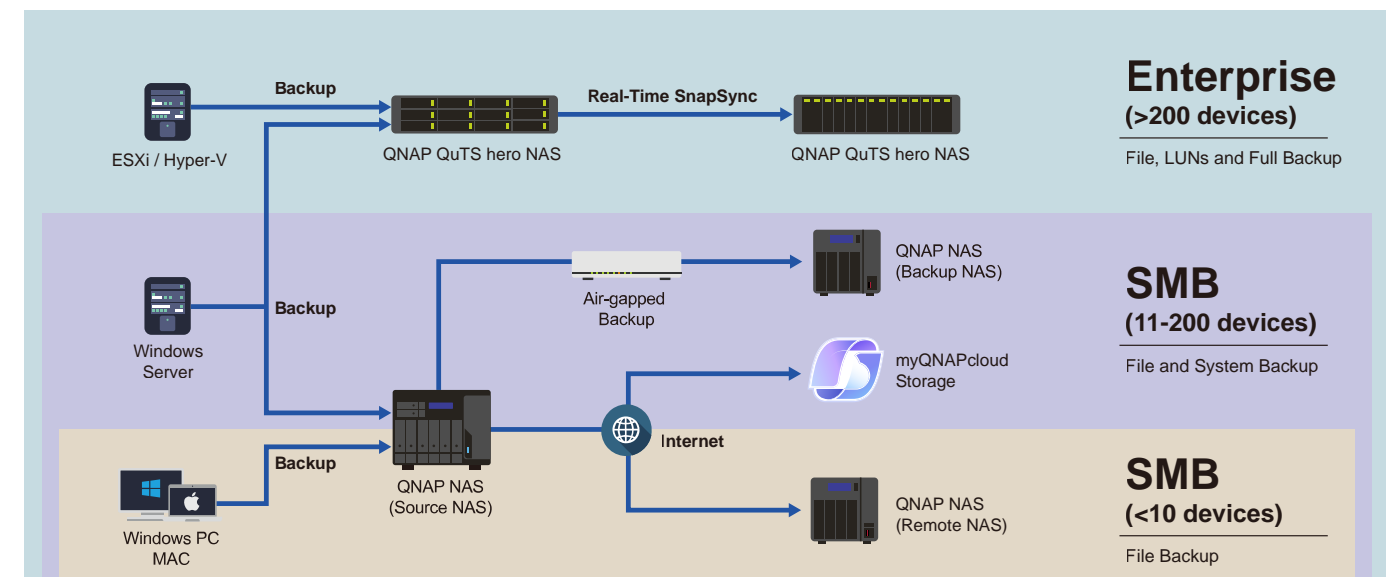 Backup
Real-Time SnapSync
ESXi / Hyper-V
QNAP QuTS hero NAS
QNAP QuTS hero NAS
Enterprise
(>200 devices)
File, LUNs and Full Backup
Windows
Server
Backup
Air-gapped
Backup
QNAP NAS
(Backup NAS)
myQNAPcloud
Storage
SMB
(11-200 devices)
File and System Backup
Windows PC
MAC
Backup
QNAP NAS
(Source NAS)
Internet
QNAP NAS
(Remote NAS)
SMB
(<10 devices)
File Backup